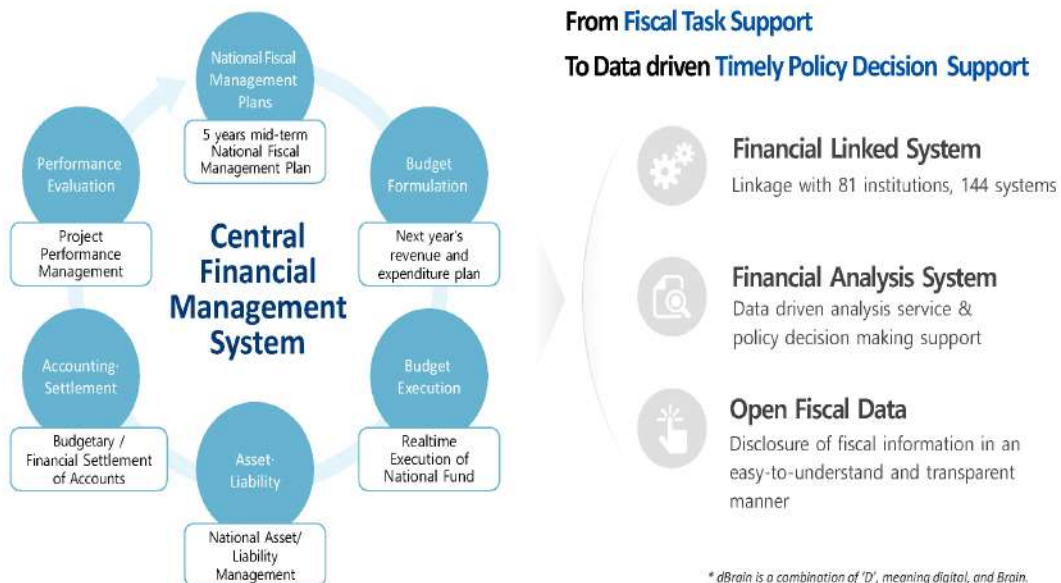 From Fiscal Task Support
To Data driven Timely Policy Decision Support
National Fiscal
Management
Plans
5 years mid-term
National Fiscal
Management Plan
Budget
Formulation
Next year's
revenue and
expenditure plan
Budget
Execution
Realtime
Execution of
National Fund
Asset·
Liability
National Asset/
Liability
Management
Accounting·
Settlement
Budgetary /
Financial Settlement
of Accounts
Performance
Evaluation
Project
Performance
Management
Central
Financial
Management
System
Financial Linked System
Linkage with 81 institutions, 144 systems
Financial Analysis System
Data driven analysis service &
policy decision making support
Open Fiscal Data
Disclosure of fiscal information in an
easy-to-understand and transparent
manner
* dBrain is a combination of 'D', meaning digital, and Brain.